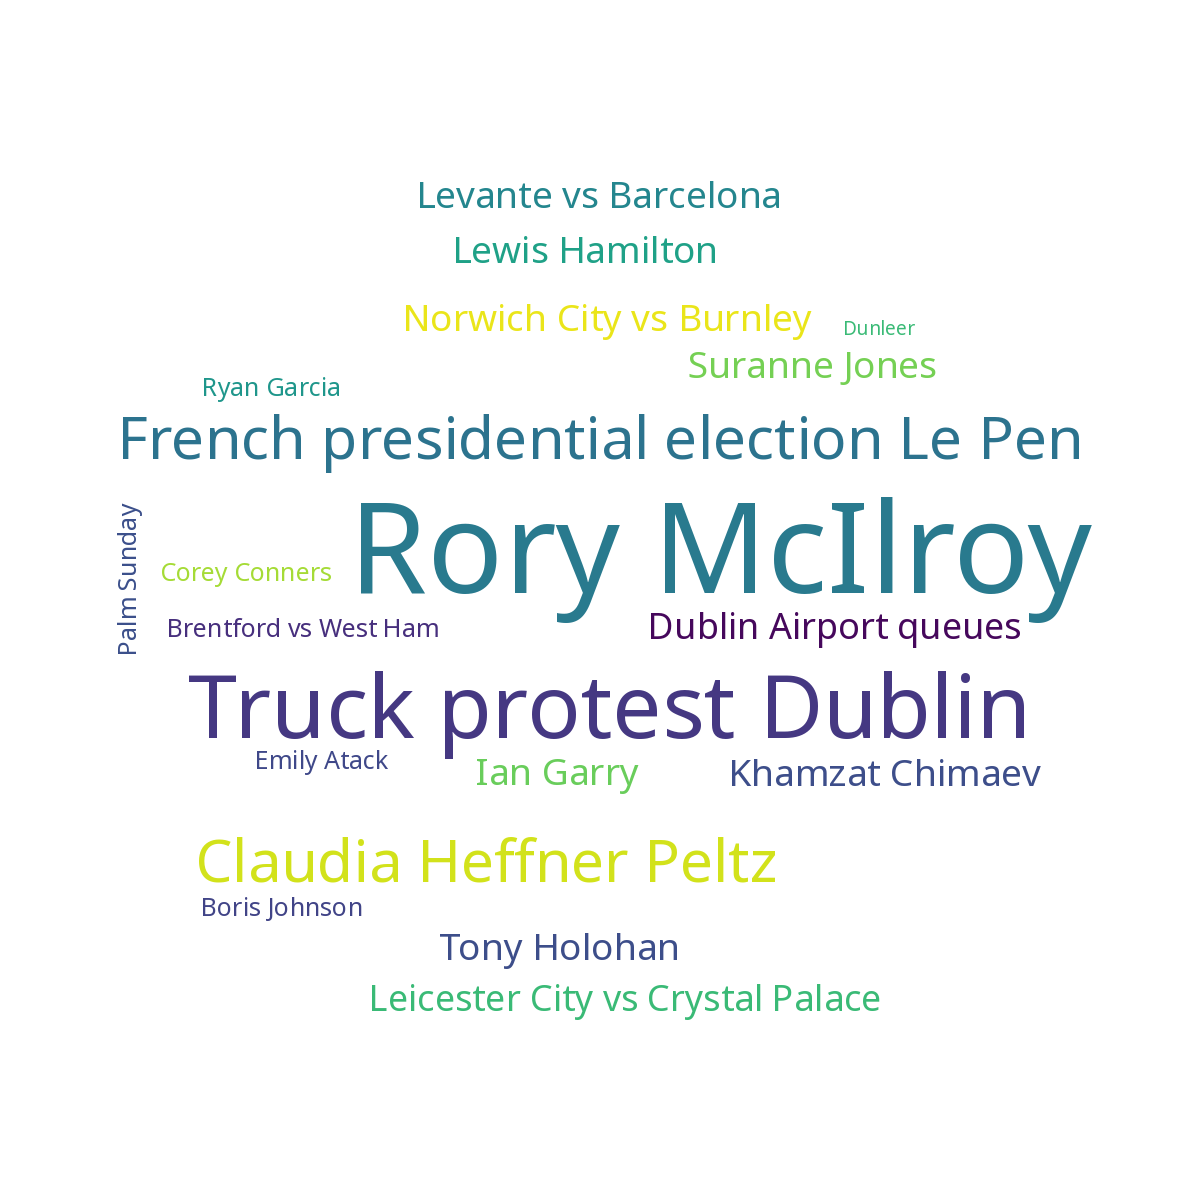 Levante vs Barcelona
Lewis Hamilton
Norwich City vs Burnley
Dunleer
Suranne Jones
Ryan Garcia
French presidential election Le Pen
Rory McIlroy
Palm Sunday
Corey Conners
Brentford vs West Ham
Dublin Airport queues
Truck protest Dublin
Emily Atack
Ian Garry
Khamzat Chimaev
Claudia Heffner Peltz
Boris Johnson
Tony Holohan
Leicester City vs Crystal Palace